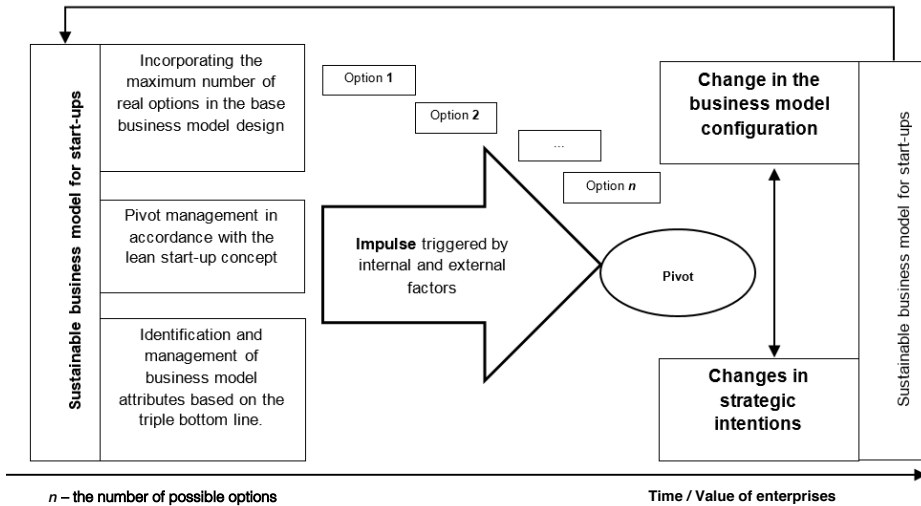 Sustainable business model for start-ups
Incorporating the
maximum number of
real options in the base
business model design
Pivot management in
accordance with the
lean start-up concept
Identification and
management of
business model
attributes based on the
triple bottom line.
Option 1
Option 2
...
Option n
Impulse triggered by
internal and external
factors
Pivot
Change in the
business model
configuration
Changes in
strategic
intentions
Sustainable business model for start-ups
n – the number of possible options
Time / Value of enterprises